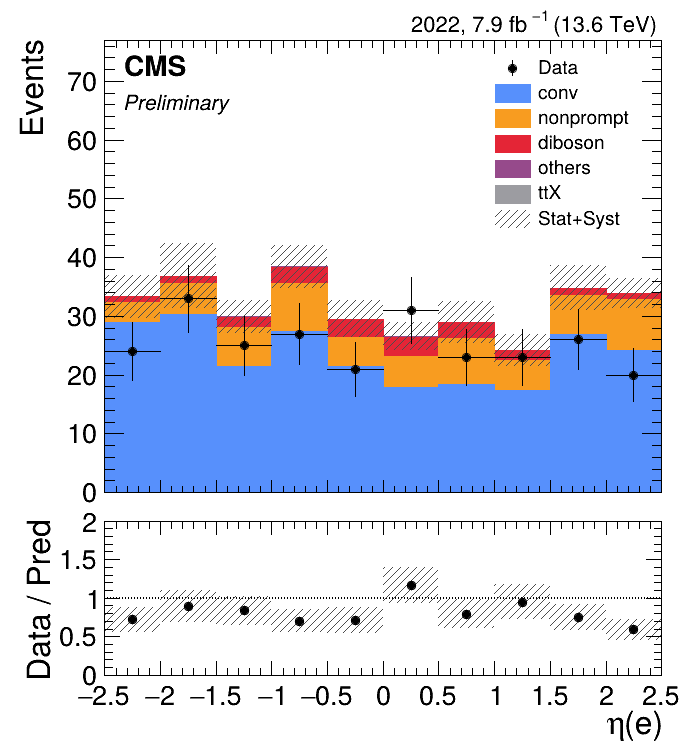 2022, 7.9 fb⁻¹ (13.6 TeV)
Events
CMS
Preliminary
Data
conv
nonprompt
diboson
others
ttX
Stat+Syst
70
60
50
40
30
20
10
0
Data / Pred
2
1.5
1
0.5
0
−2.5 −2 −1.5 −1 −0.5 0 0.5 1 1.5 2 2.5
η(e)